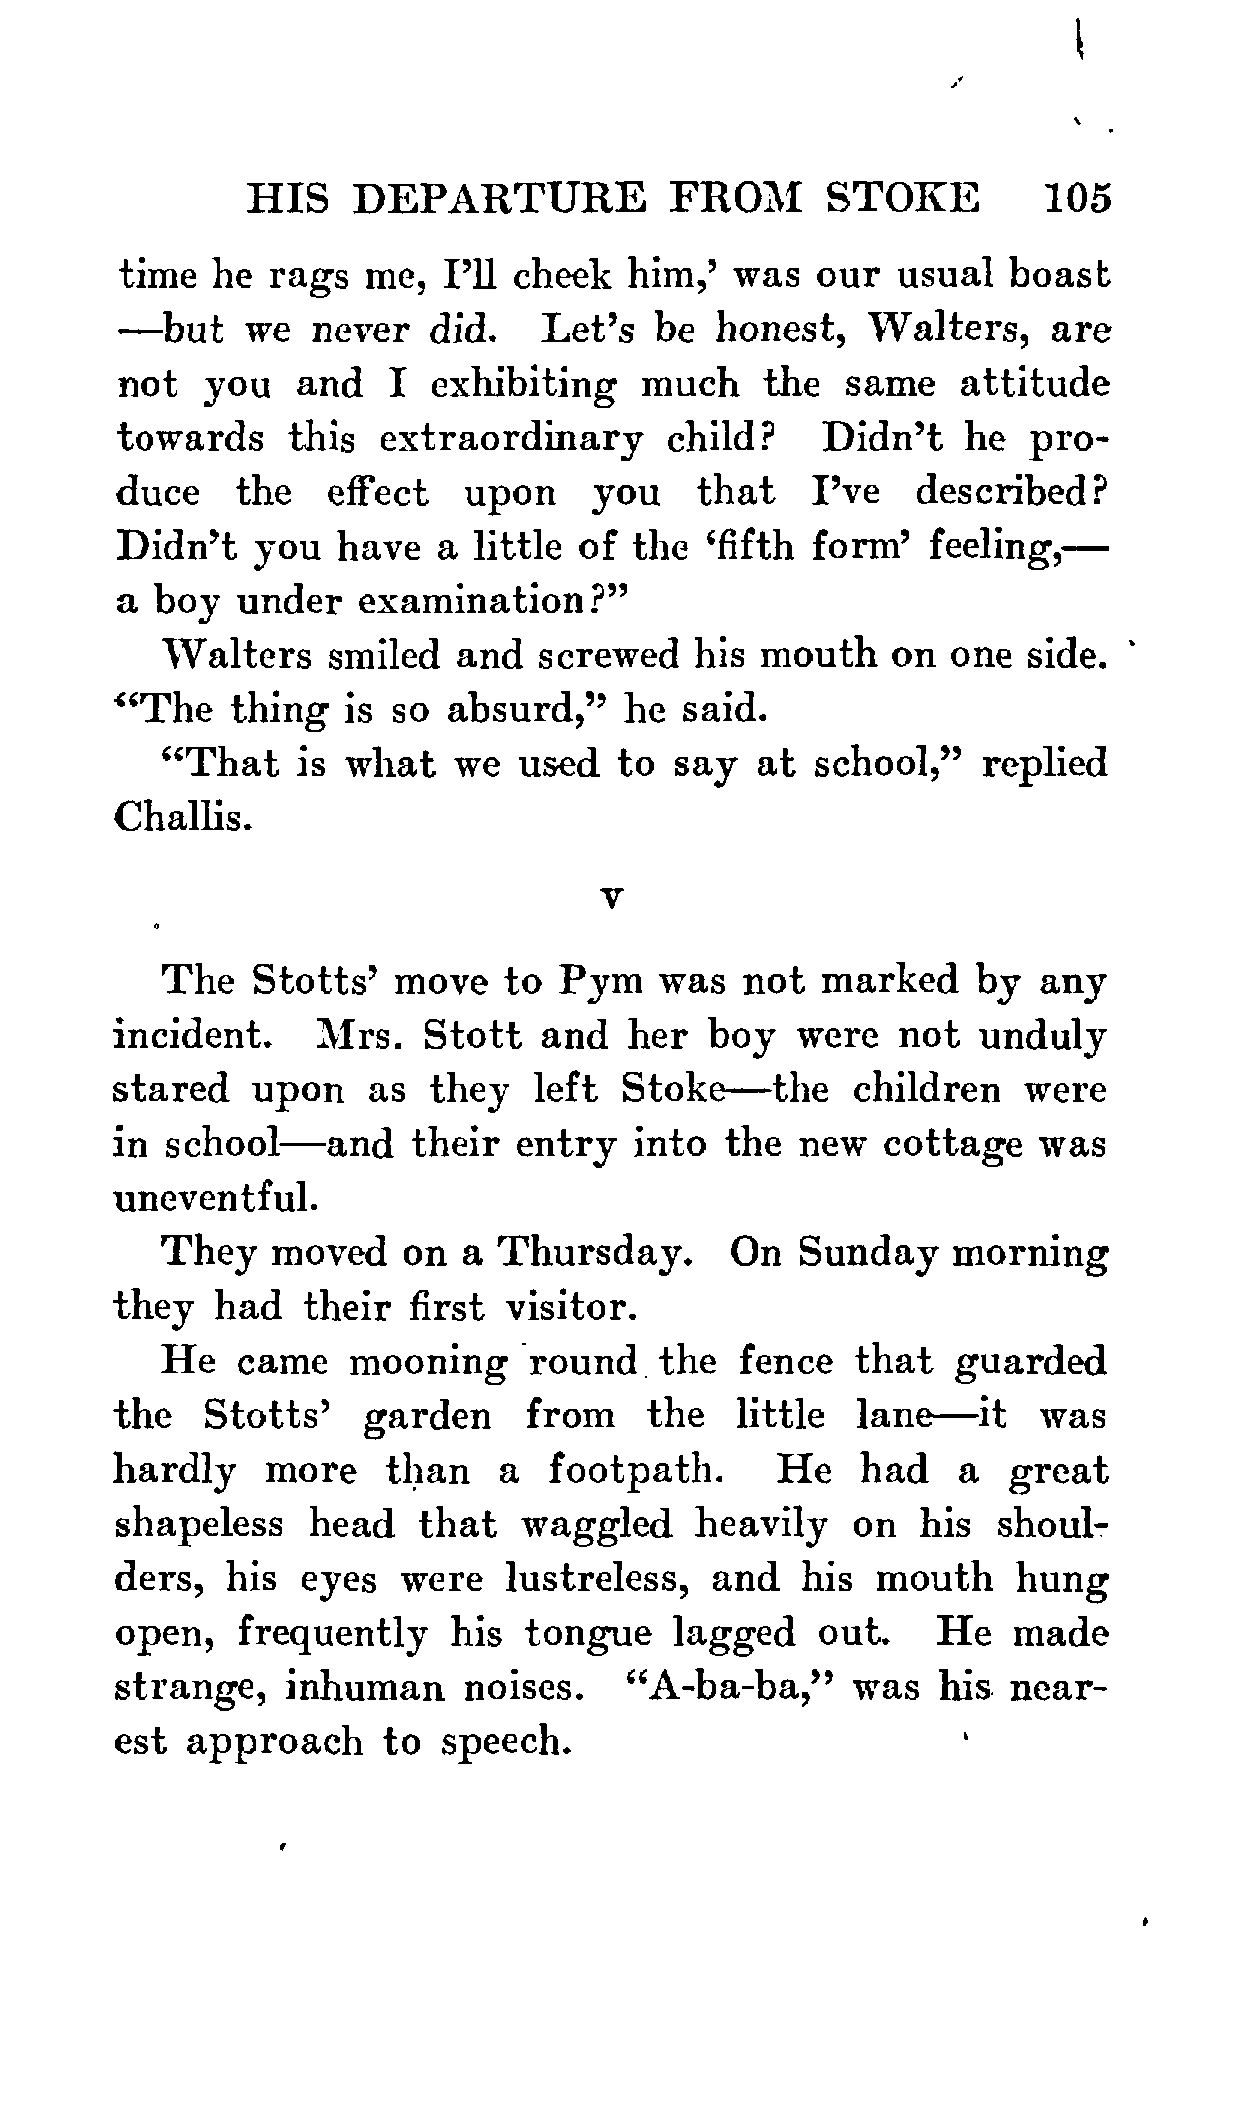 HIS DEPARTURE FROM STOKE 105
time he rags me, I'll cheek him,' was our usual boast
—but we never did. Let's be honest, Walters, are
not you and I exhibiting much the same attitude
towards this extraordinary child? Didn't he pro-
duce the effect upon you that I've described?
Didn't you have a little of the 'fifth form' feeling,—
a boy under examination?"
Walters smiled and screwed his mouth on one side.
"The thing is so absurd," he said.
"That is what we used to say at school," replied
Challis.
V
The Stotts' move to Pym was not marked by any
incident. Mrs. Stott and her boy were not unduly
stared upon as they left Stoke—the children were
in school—and their entry into the new cottage was
uneventful.
They moved on a Thursday. On Sunday morning
they had their first visitor.
He came mooning round the fence that guarded
the Stotts' garden from the little lane—it was
hardly more than a footpath. He had a great
shapeless head that waggled heavily on his shoul-
ders, his eyes were lustreless, and his mouth hung
open, frequently his tongue lagged out. He made
strange, inhuman noises. "A-ba-ba," was his near-
est approach to speech.